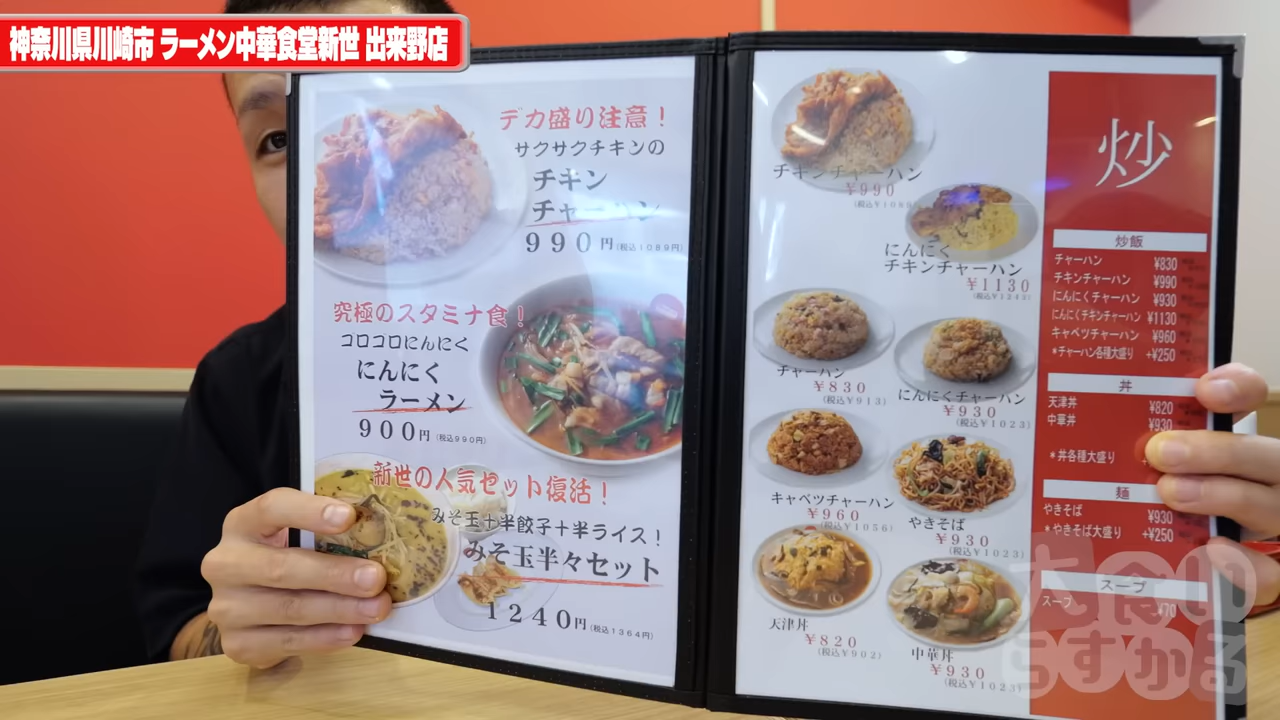 神奈川県川崎市 ラーメン中華食堂新世 出来野店
デカ盛り注意!
サクサクチキンの
チキン
チャーハン
990円(税込1089円)
究極のスタミナ食!
コロコロにんにく
にんにく
ラーメン
900円(税込990円)
新世の人気セット復活!
みそ玉+半餃子+半ライス!
みそ玉半々セット
1240円(税込1364円)
チキンチャーハン
¥990
(税込¥1089)
にんにく
チキンチャーハン
¥1130
(税込¥1243)
チャーハン
¥830
(税込¥913)
にんにくチャーハン
¥930
(税込¥1023)
キャベツチャーハン
¥960
(税込¥1056)
やきそば
¥930
(税込¥1023)
天津丼
¥820
(税込¥902)
中華丼
¥930
(税込¥1023)
炒
炒飯
チャーハン ¥830
チキンチャーハン ¥990
にんにくチャーハン ¥930
にんにくチキンチャーハン ¥1130
キャベツチャーハン ¥960
*チャーハン各種大盛り +¥250
丼
天津丼 ¥820
中華丼 ¥930
*丼各種大盛り
麺
やきそば ¥930
*やきそば大盛り +¥250
スープ
スープ ¥70
大食い
らすかる